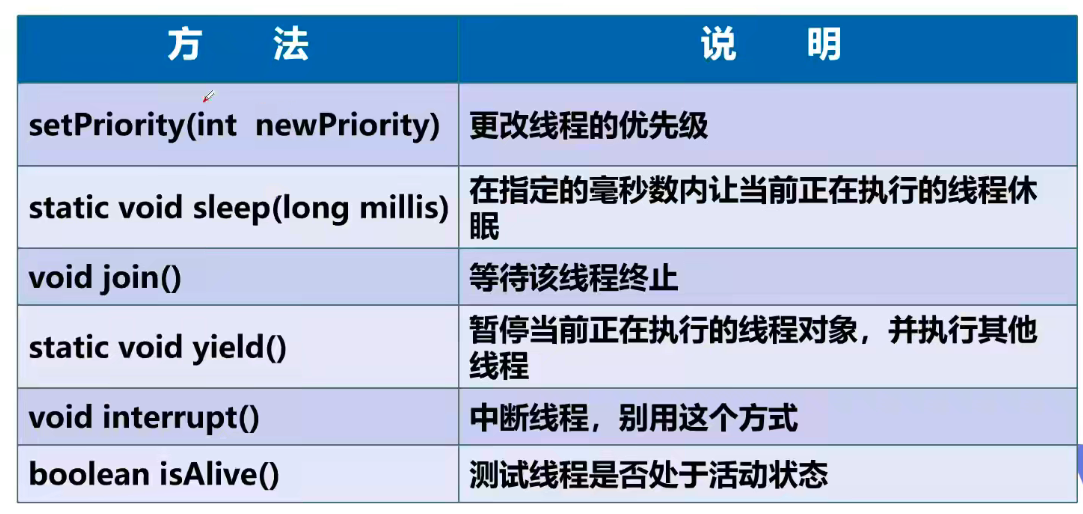 方 法
说 明
setPriority(int newPriority)
更改线程的优先级
static void sleep(long millis)
在指定的毫秒数内让当前正在执行的线程休
眠
void join()
等待该线程终止
static void yield()
暂停当前正在执行的线程对象，并执行其他
线程
void interrupt()
中断线程，别用这个方式
boolean isAlive()
测试线程是否处于活动状态